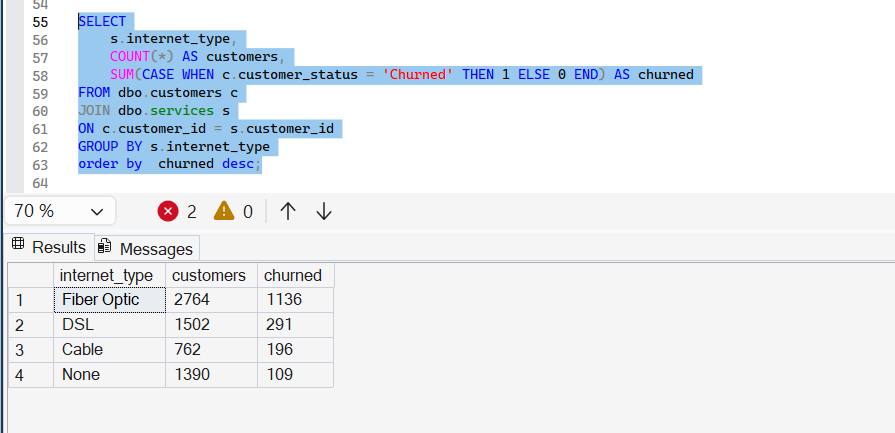 54
55 SELECT
56 s.internet_type,
57 COUNT(*) AS customers,
58 SUM(CASE WHEN c.customer_status = 'Churned' THEN 1 ELSE 0 END) AS churned
59 FROM dbo.customers c
60 JOIN dbo.services s
61 ON c.customer_id = s.customer_id
62 GROUP BY s.internet_type
63 order by  churned desc;
64
70 % 2 0
Results Messages
internet_type customers churned
1 Fiber Optic 2764 1136
2 DSL 1502 291
3 Cable 762 196
4 None 1390 109